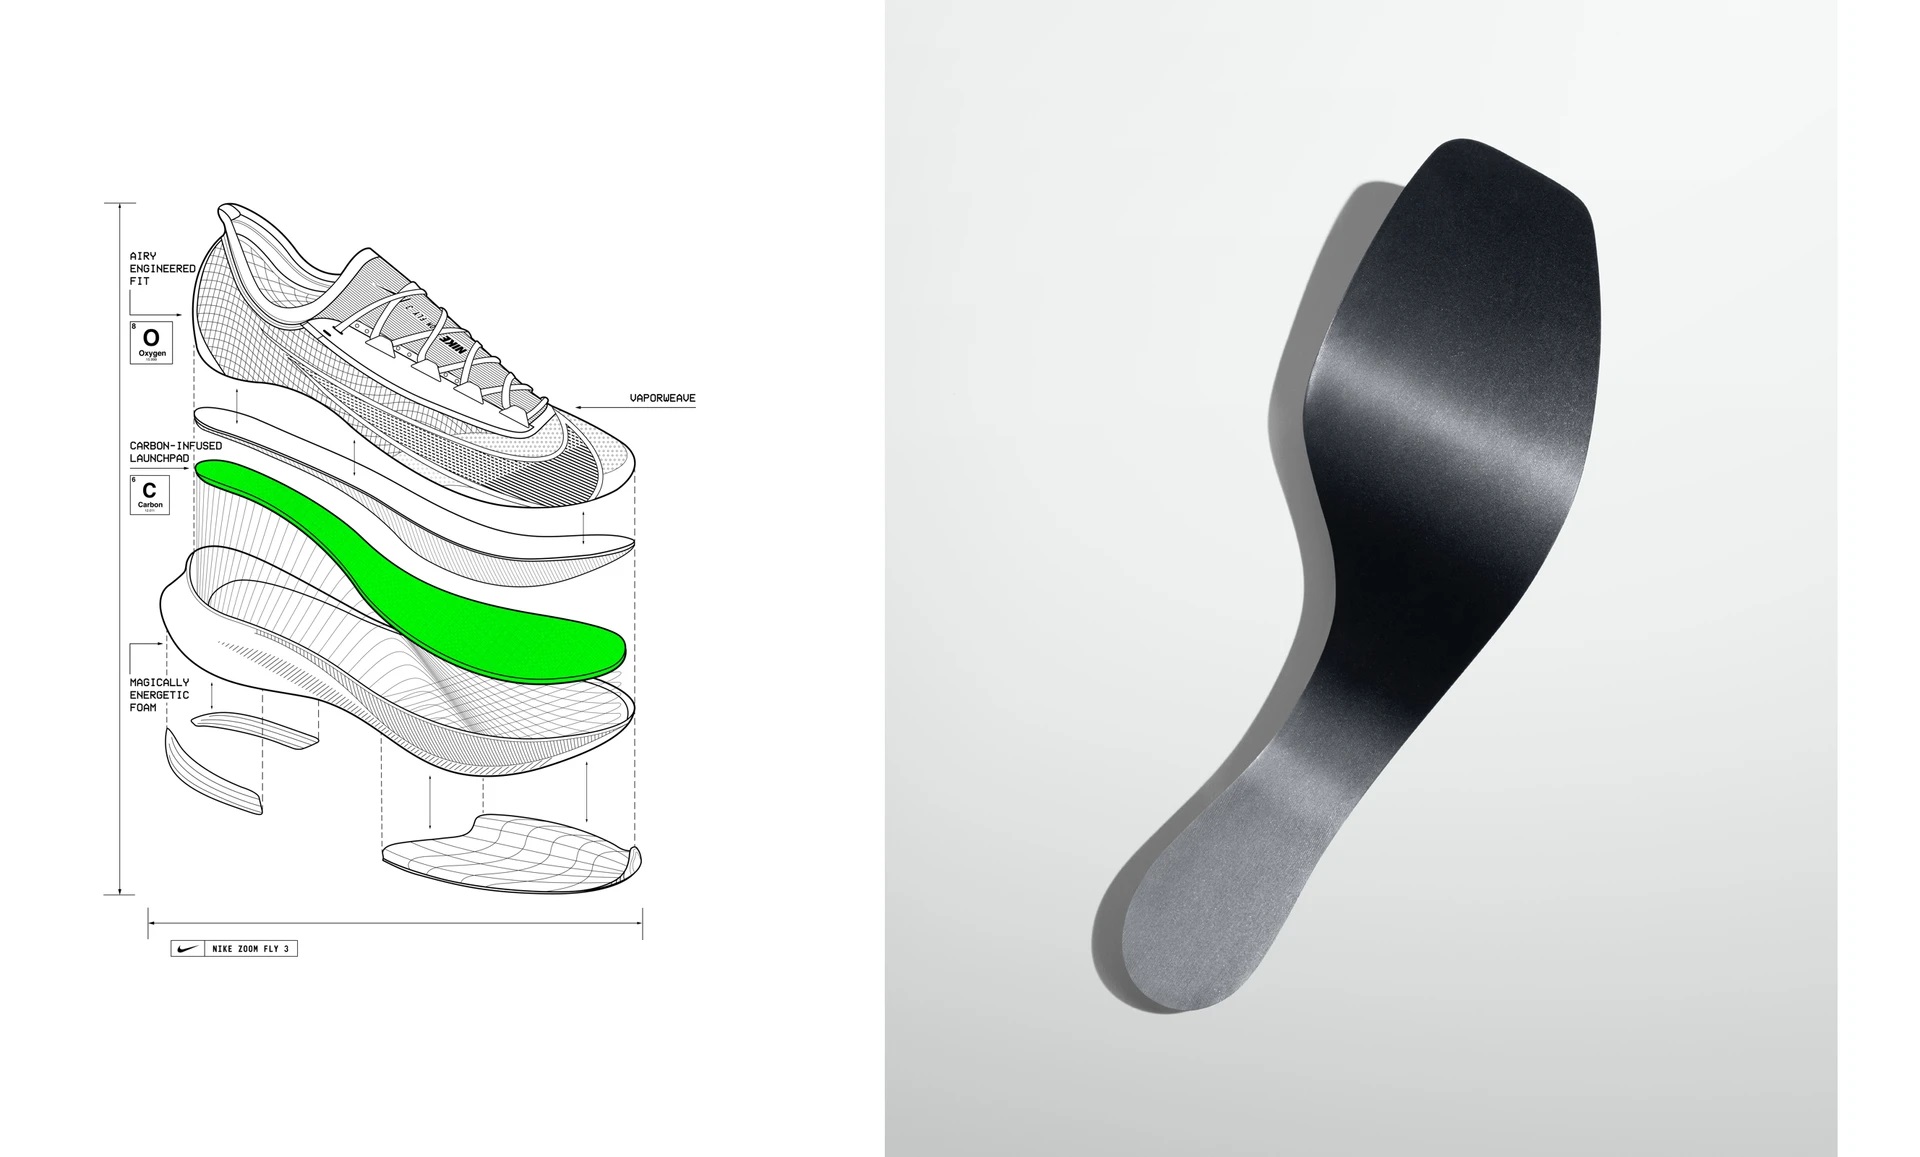 AIRY
ENGINEERED
FIT
8
O
Oxygen
VAPORWEAVE
NIKE
CARBON-INFUSED
LAUNCHPAD
6
C
Carbon
MAGICALLY
ENERGETIC
FOAM
NIKE ZOOM FLY 3